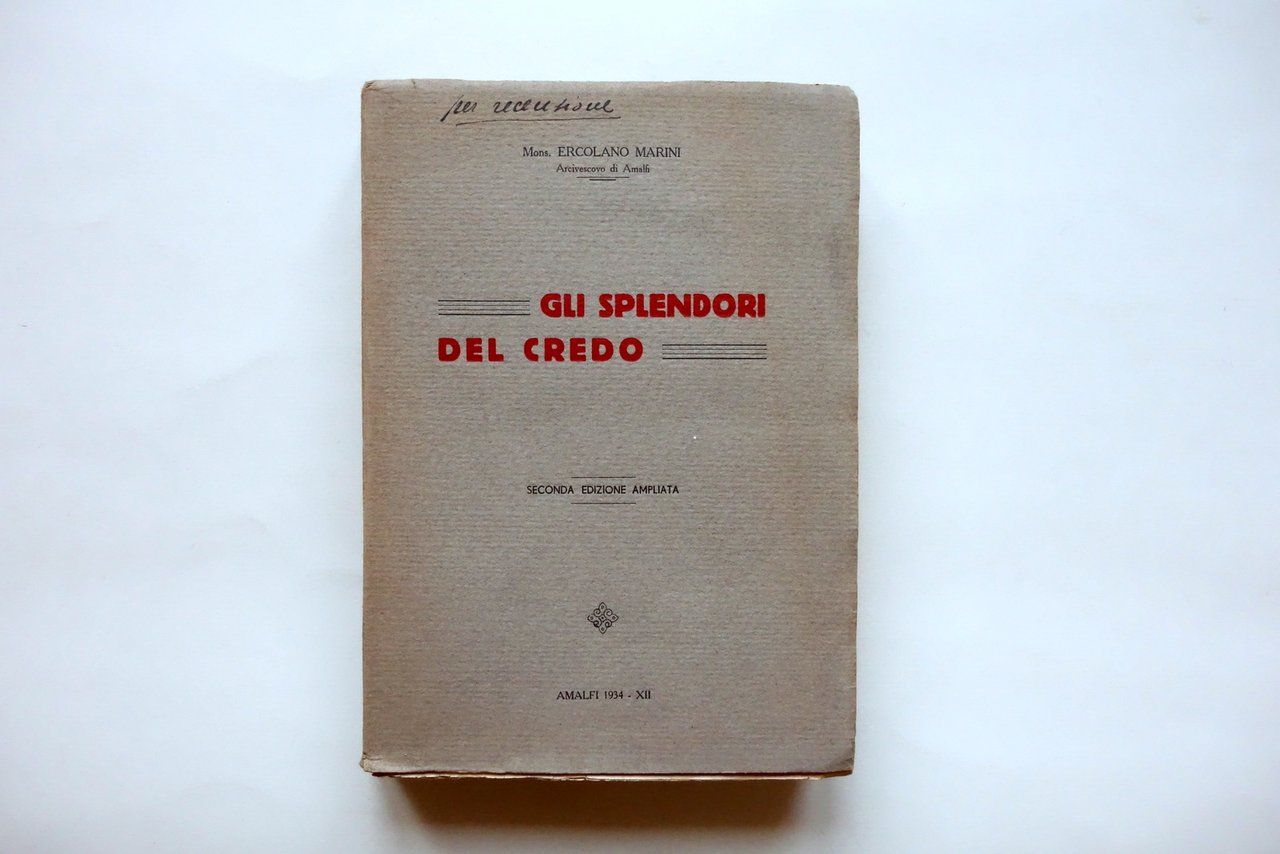 per recensione
Mons. ERCOLANO MARINI
Arcivescovo di Amalfi
GLI SPLENDORI
DEL CREDO
SECONDA EDIZIONE AMPLIATA
AMALFI 1934 - XII